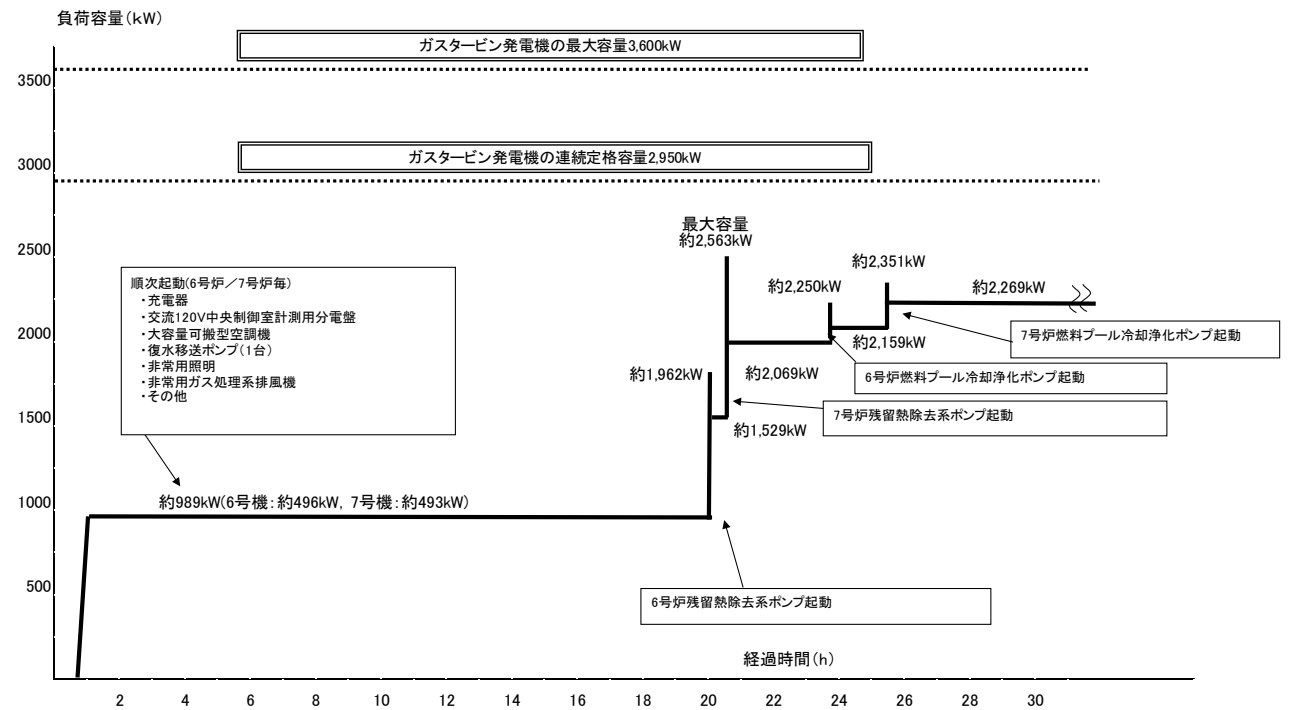 負荷容量(kW)
ガスタービン発電機の最大容量3,600kW
3500
ガスタービン発電機の連続定格容量2,950kW
3000
最大容量
約2,563kW
2500
約2,351kW
順次起動(6号炉/7号炉毎)
・充電器
・交流120V中央制御室計測用分電盤
・大容量可搬型空調機
・復水移送ポンプ(1台)
・非常用照明
・非常用ガス処理系排風機
・その他
約2,250kW
約2,269kW
2000
7号炉燃料プール冷却浄化ポンプ起動
約2,159kW
約1,962kW
約2,069kW
6号炉燃料プール冷却浄化ポンプ起動
1500
7号炉残留熱除去系ポンプ起動
約1,529kW
1000
約989kW(6号機:約496kW, 7号機:約493kW)
500
6号炉残留熱除去系ポンプ起動
経過時間(h)
2 4 6 8 10 12 14 16 18 20 22 24 26 28 30